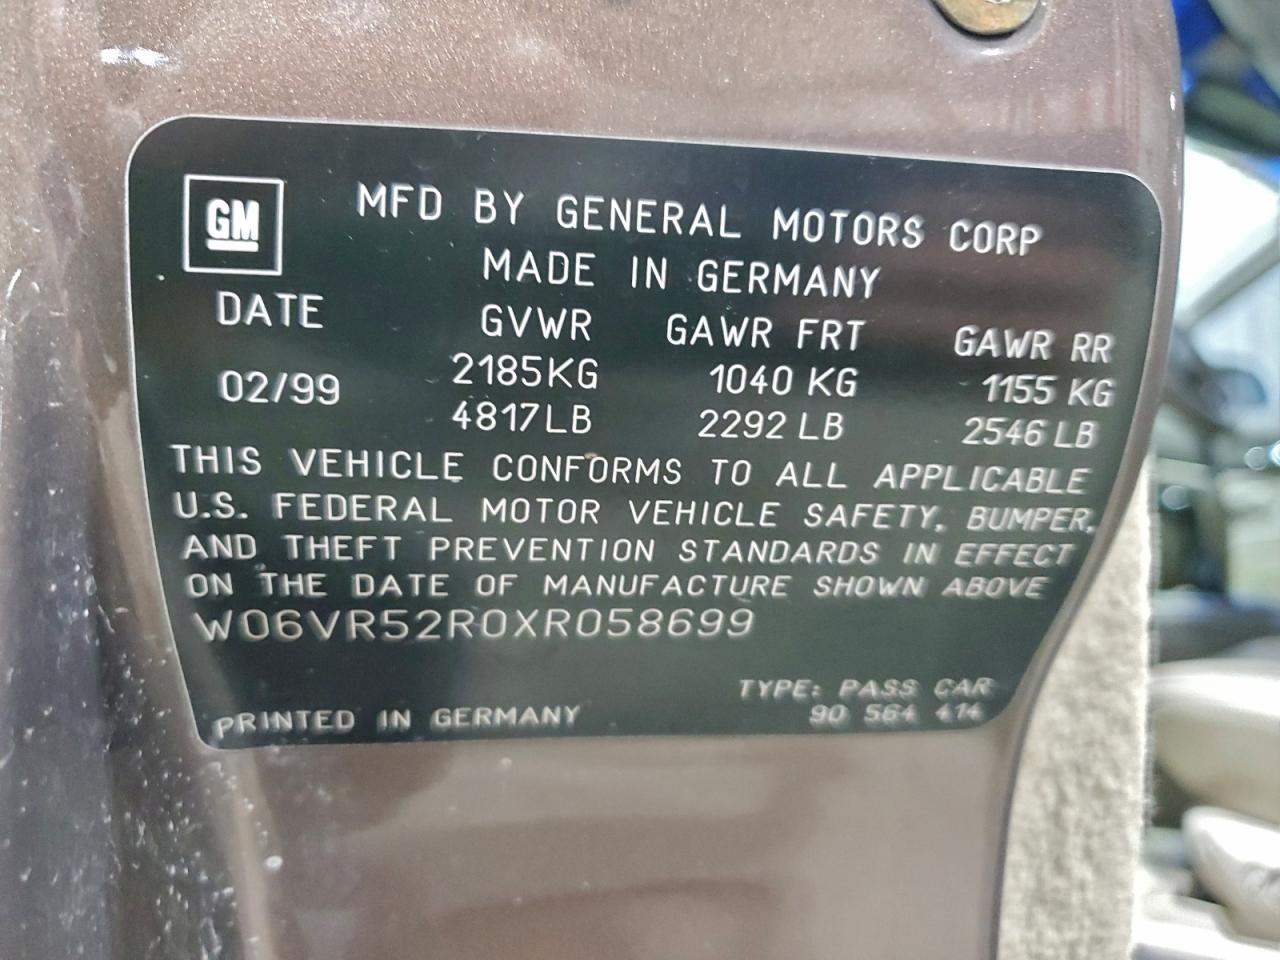 GM
MFD BY GENERAL MOTORS CORP
MADE IN GERMANY
DATE GVWR GAWR FRT GAWR RR
02/99 2185KG 1040 KG 1155 KG
4817LB 2292 LB 2546 LB
THIS VEHICLE CONFORMS TO ALL APPLICABLE
U.S. FEDERAL MOTOR VEHICLE SAFETY, BUMPER,
AND THEFT PREVENTION STANDARDS IN EFFECT
ON THE DATE OF MANUFACTURE SHOWN ABOVE
W06VR52R0XR058699
TYPE: PASS CAR
PRINTED IN GERMANY 90 564 414